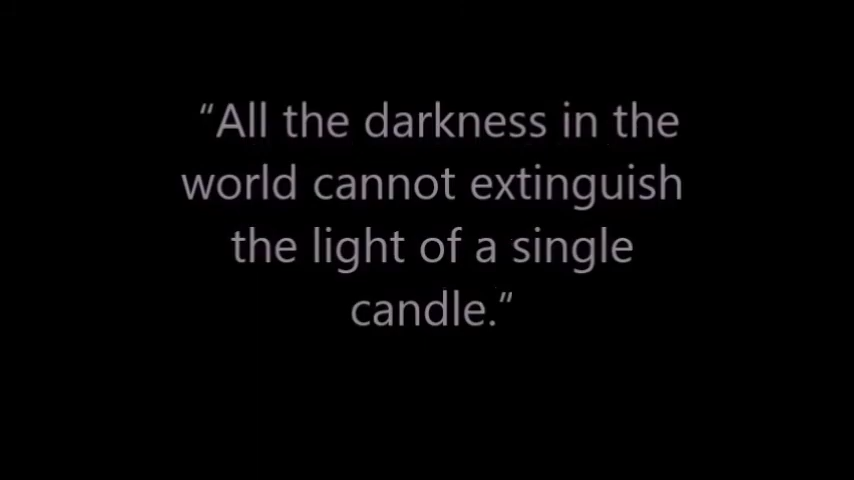 “All the darkness in the
world cannot extinguish
the light of a single
candle.”